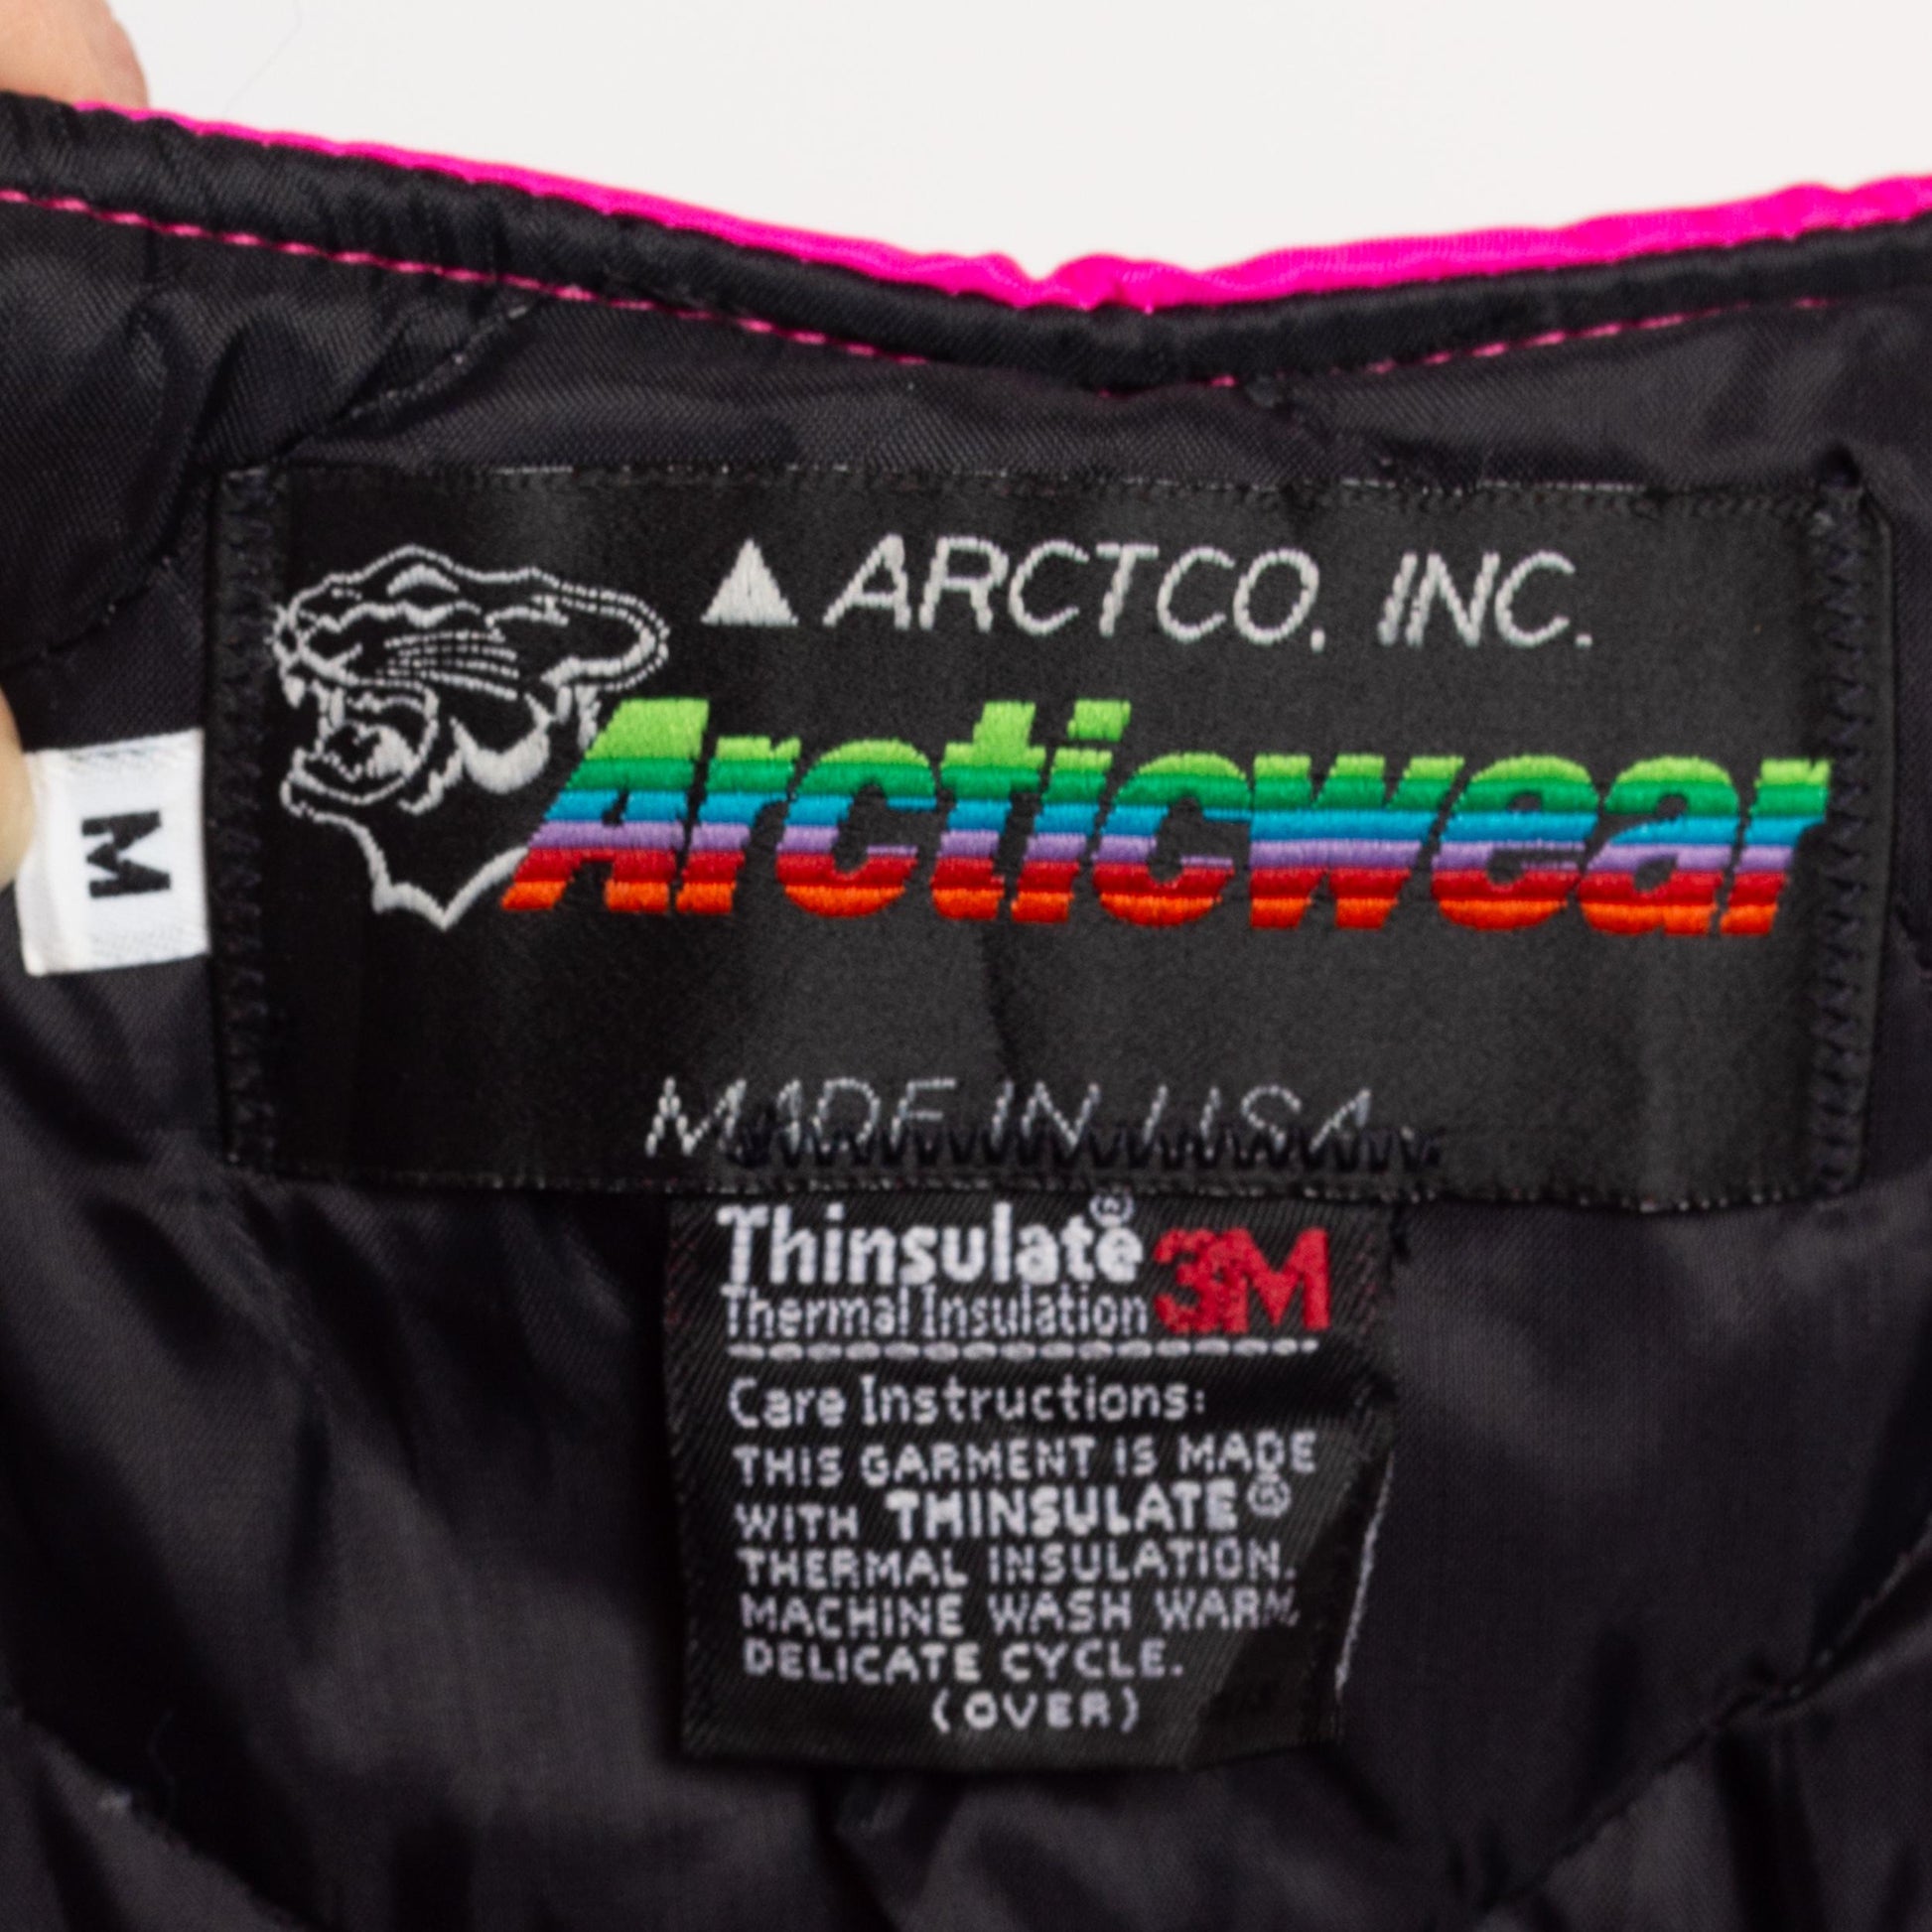 ARCTCO, INC.
Arcticwear
M
MADE IN USA
Thinsulate® 3M
Thermal Insulation
Care Instructions:
THIS GARMENT IS MADE
WITH THINSULATE®
THERMAL INSULATION.
MACHINE WASH WARM,
DELICATE CYCLE.
(OVER)